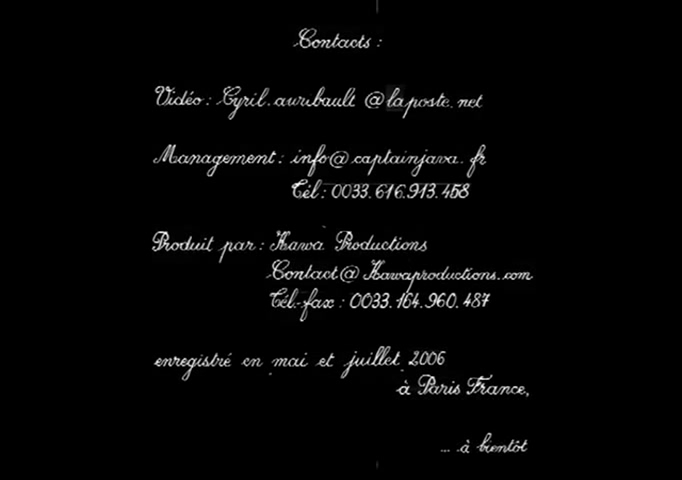 Contacts :
Vidéo : Cyril.auribault @laposte.net
Management : info@captainjava.fr
Tél : 0033.616.913.458
Produit par : Kawa Productions
Contact@Kawaproductions.com
Tél.-fax : 0033.164.960.487
enregistré en mai et juillet 2006
à Paris France,
... à bientôt